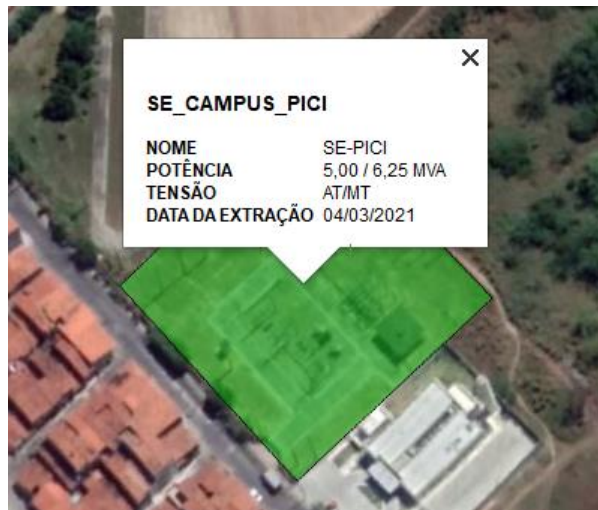 SE_CAMPUS_PICI
NOME SE-PICI
POTÊNCIA 5,00 / 6,25 MVA
TENSÃO AT/MT
DATA DA EXTRAÇÃO 04/03/2021